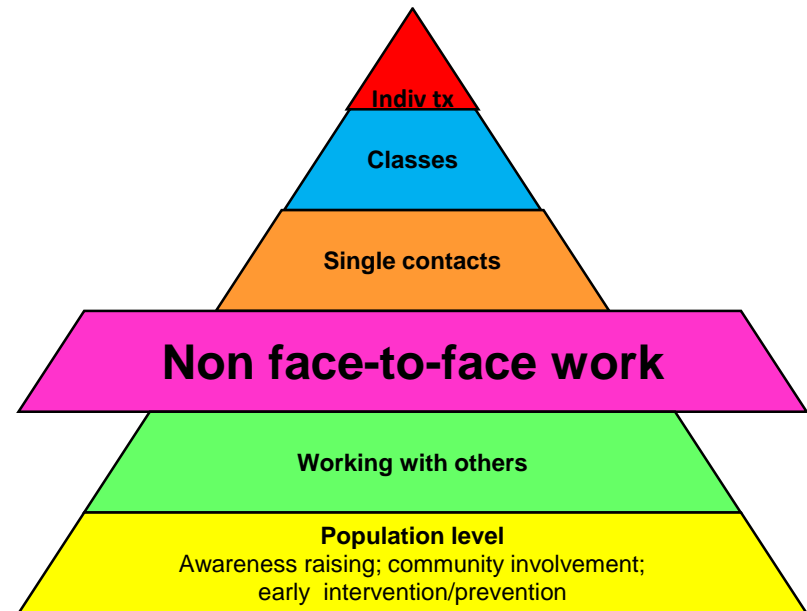 Indiv tx
Classes
Single contacts
Non face-to-face work
Working with others
Population level
Awareness raising; community involvement;
early intervention/prevention